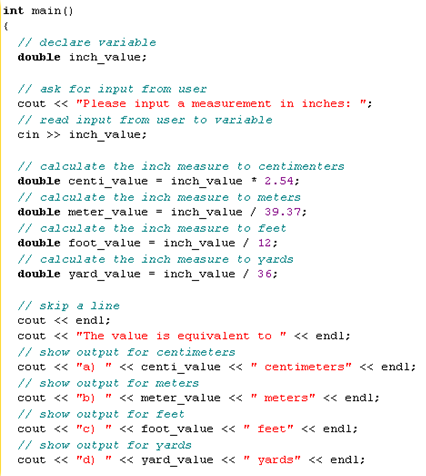 int main()
{
// declare variable
double inch_value;
// ask for input from user
cout << "Please input a measurement in inches: ";
// read input from user to variable
cin >> inch_value;
// calculate the inch measure to centimenters
double centi_value = inch_value * 2.54;
// calculate the inch measure to meters
double meter_value = inch_value / 39.37;
// calculate the inch measure to feet
double foot_value = inch_value / 12;
// calculate the inch measure to yards
double yard_value = inch_value / 36;
// skip a line
cout << endl;
cout << "The value is equivalent to " << endl;
// show output for centimeters
cout << "a) " << centi_value << " centimeters" << endl;
// show output for meters
cout << "b) " << meter_value << " meters" << endl;
// show output for feet
cout << "c) " << foot_value << " feet" << endl;
// show output for yards
cout << "d) " << yard_value << " yards" << endl;